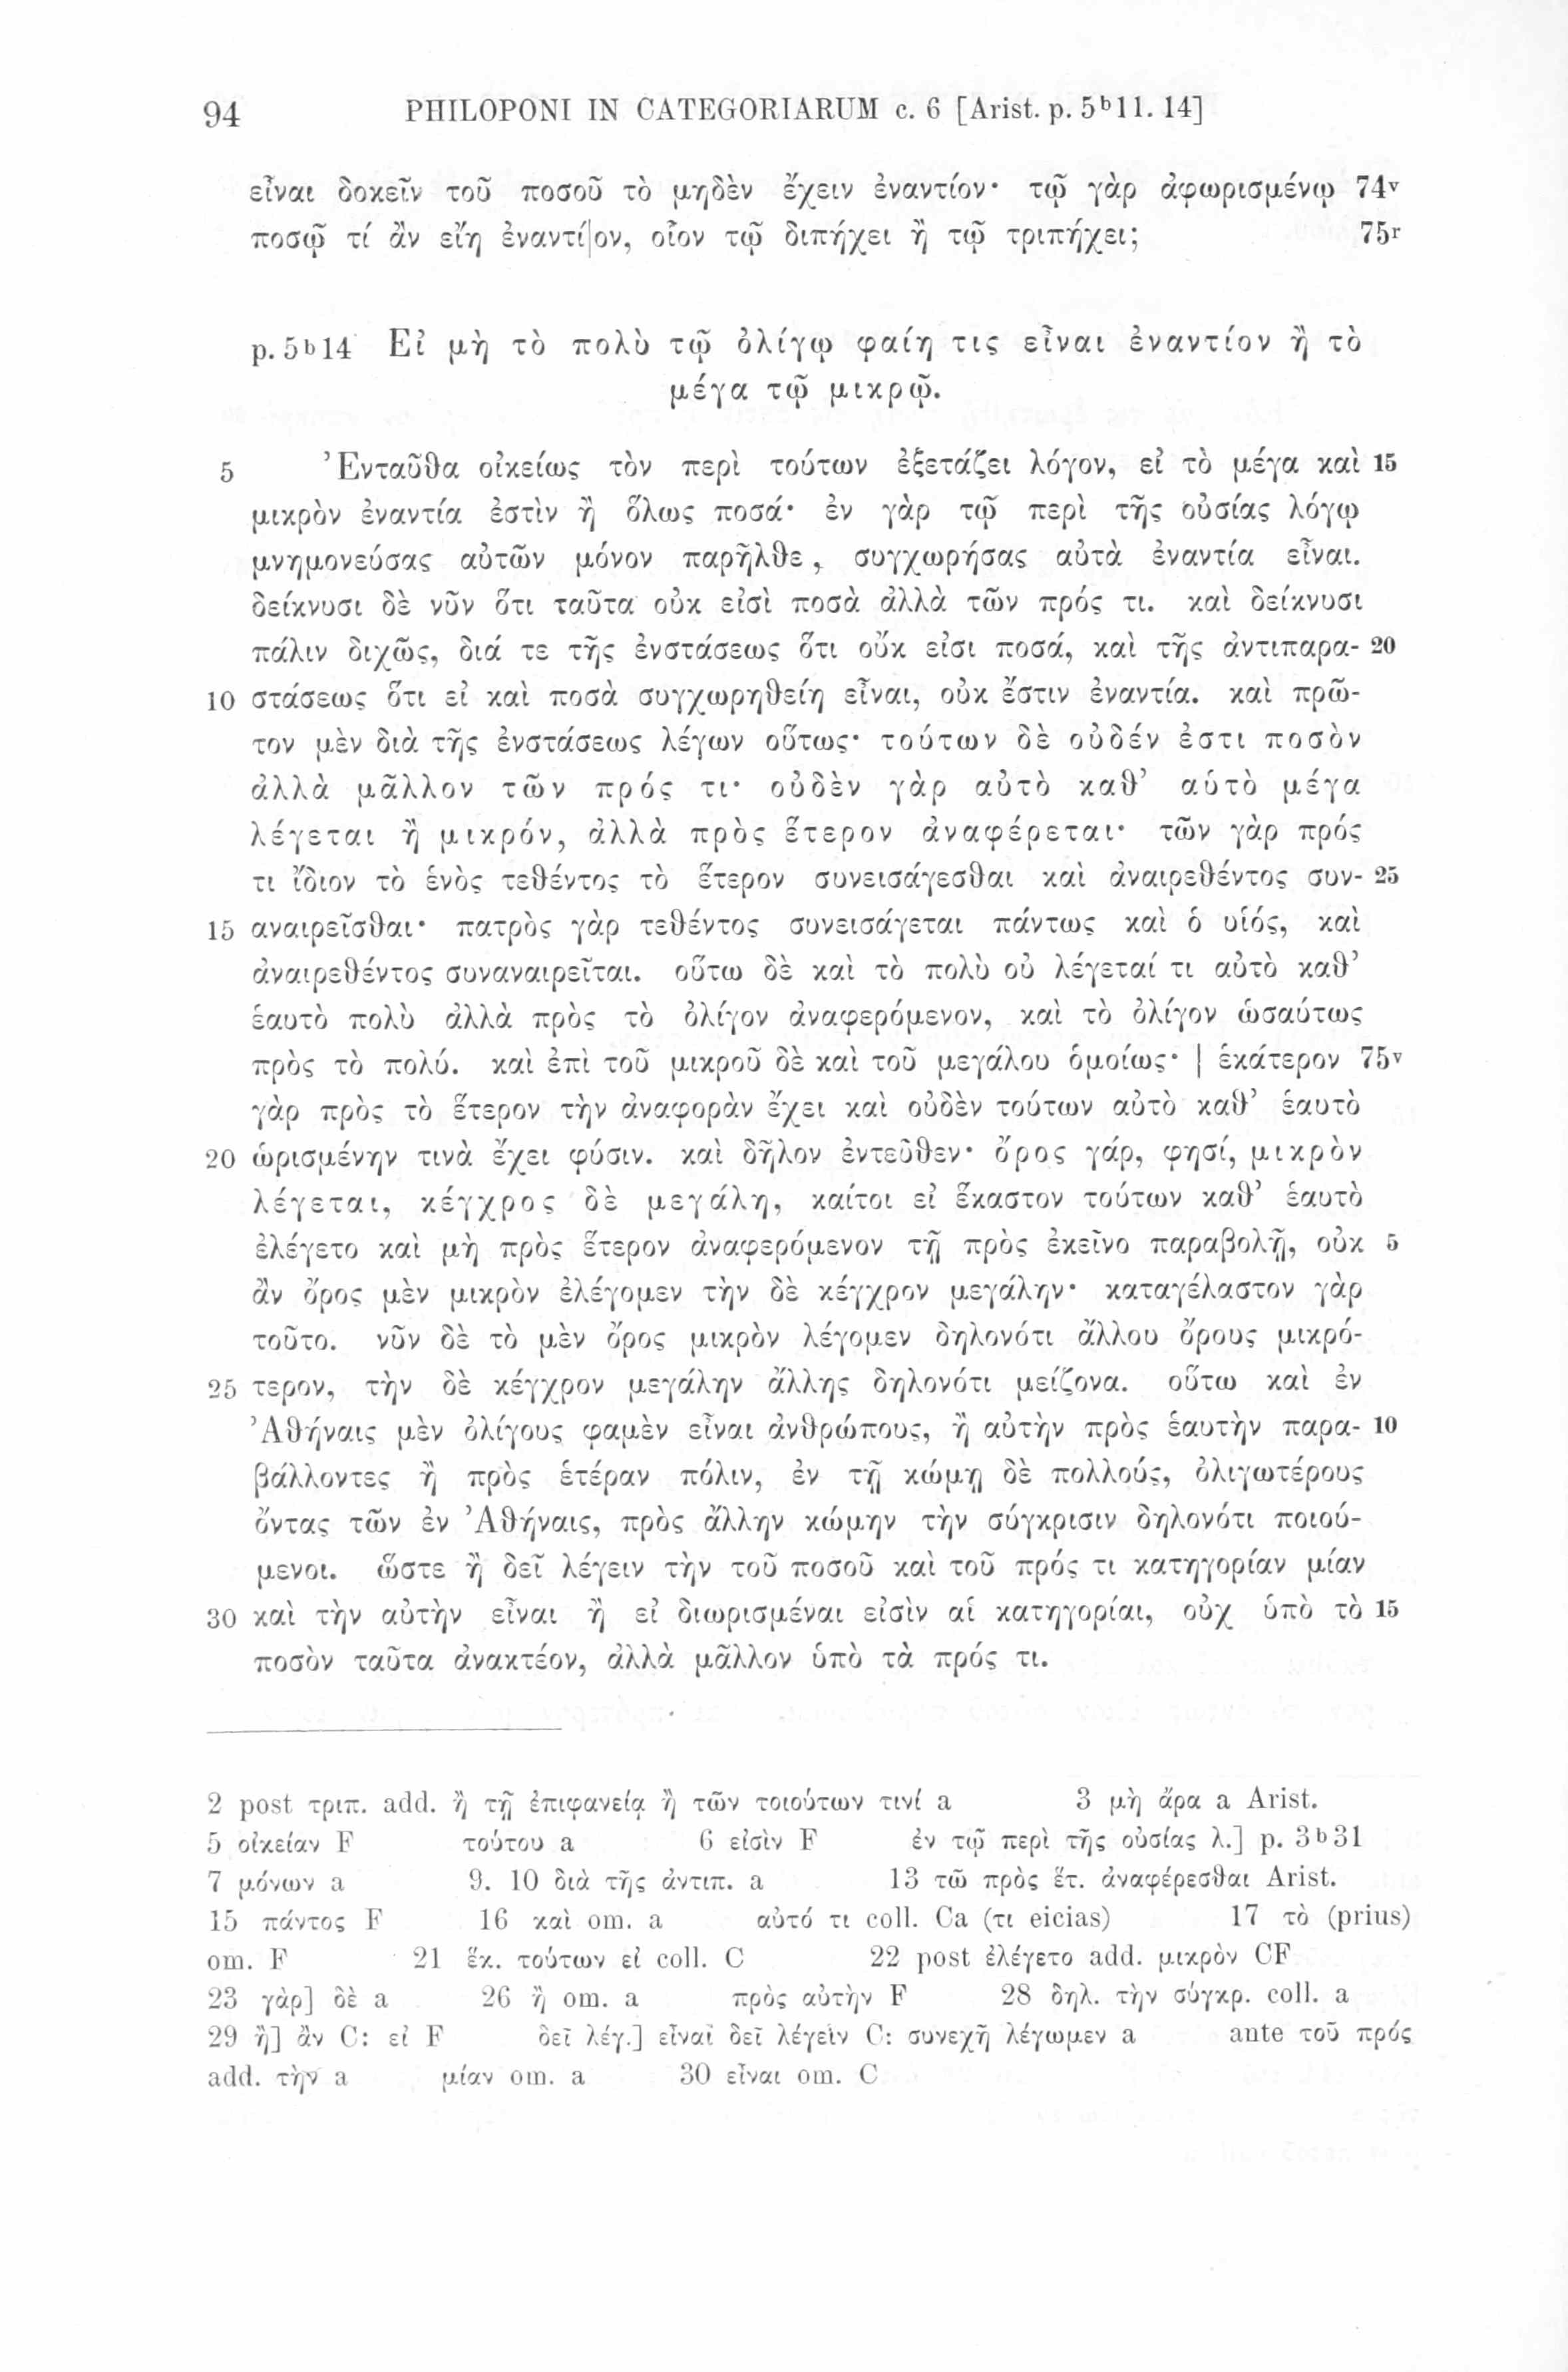 94 PHILOPONI IN CATEGORIARUM c. 6 [Arist. p. 5ᵇ11. 14]
εἶναι δοκεῖν τοῦ ποσοῦ τὸ μηδὲν ἔχειν ἐναντίον· τῷ γὰρ ἀφωρισμένῳ 74ᵛ
ποσῷ τί ἂν εἴη ἐναντί|ον, οἷον τῷ διπήχει ἢ τῷ τριπήχει; 75ʳ
p. 5ᵇ14 Εἰ μὴ τὸ πολὺ τῷ ὀλίγῳ φαίη τις εἶναι ἐναντίον ἢ τὸ
μέγα τῷ μικρῷ.
5 Ἐνταῦθα οἰκείως τὸν περὶ τούτων ἐξετάζει λόγον, εἰ τὸ μέγα καὶ 15
μικρὸν ἐναντία ἐστὶν ἢ ὅλως ποσά· ἐν γὰρ τῷ περὶ τῆς οὐσίας λόγῳ
μνημονεύσας αὐτῶν μόνον παρῆλθε, συγχωρήσας αὐτὰ ἐναντία εἶναι.
δείκνυσι δὲ νῦν ὅτι ταῦτα οὐκ εἰσὶ ποσὰ ἀλλὰ τῶν πρός τι. καὶ δείκνυσι
πάλιν διχῶς, διά τε τῆς ἐνστάσεως ὅτι οὔκ εἰσι ποσά, καὶ τῆς ἀντιπαρα- 20
10 στάσεως ὅτι εἰ καὶ ποσὰ συγχωρηθείη εἶναι, οὐκ ἔστιν ἐναντία. καὶ πρῶ-
τον μὲν διὰ τῆς ἐνστάσεως λέγων οὕτως· τούτων δὲ οὐδέν ἐστι ποσὸν
ἀλλὰ μᾶλλον τῶν πρός τι· οὐδὲν γὰρ αὐτὸ καθ’ αὑτὸ μέγα
λέγεται ἢ μικρόν, ἀλλὰ πρὸς ἕτερον ἀναφέρεται· τῶν γὰρ πρός
τι ἴδιον τὸ ἑνὸς τεθέντος τὸ ἕτερον συνεισάγεσθαι καὶ ἀναιρεθέντος συν- 25
15 αναιρεῖσθαι· πατρὸς γὰρ τεθέντος συνεισάγεται πάντως καὶ ὁ υἱός, καὶ
ἀναιρεθέντος συναναιρεῖται. οὕτω δὲ καὶ τὸ πολὺ οὐ λέγεταί τι αὐτὸ καθ’
ἑαυτὸ πολὺ ἀλλὰ πρὸς τὸ ὀλίγον ἀναφερόμενον, καὶ τὸ ὀλίγον ὡσαύτως
πρὸς τὸ πολύ. καὶ ἐπὶ τοῦ μικροῦ δὲ καὶ τοῦ μεγάλου ὁμοίως· | ἑκάτερον 75ᵛ
γὰρ πρὸς τὸ ἕτερον τὴν ἀναφορὰν ἔχει καὶ οὐδὲν τούτων αὐτὸ καθ’ ἑαυτὸ
20 ὡρισμένην τινὰ ἔχει φύσιν. καὶ δῆλον ἐντεῦθεν· ὄρος γάρ, φησί, μικρὸν
λέγεται, κέγχρος δὲ μεγάλη, καίτοι εἰ ἕκαστον τούτων καθ’ ἑαυτὸ
ἐλέγετο καὶ μὴ πρὸς ἕτερον ἀναφερόμενον τῇ πρὸς ἐκεῖνο παραβολῇ, οὐκ 5
ἂν ὄρος μὲν μικρὸν ἐλέγομεν τὴν δὲ κέγχρον μεγάλην· καταγέλαστον γὰρ
τοῦτο. νῦν δὲ τὸ μὲν ὄρος μικρὸν λέγομεν δηλονότι ἄλλου ὄρους μικρό-
25 τερον, τὴν δὲ κέγχρον μεγάλην ἄλλης δηλονότι μείζονα. οὕτω καὶ ἐν
Ἀθήναις μὲν ὀλίγους φαμὲν εἶναι ἀνθρώπους, ἢ αὐτὴν πρὸς ἑαυτὴν παρα- 10
βάλλοντες ἢ πρὸς ἑτέραν πόλιν, ἐν τῇ κώμῃ δὲ πολλούς, ὀλιγωτέρους
ὄντας τῶν ἐν Ἀθήναις, πρὸς ἄλλην κώμην τὴν σύγκρισιν δηλονότι ποιού-
μενοι. ὥστε ἢ δεῖ λέγειν τὴν τοῦ ποσοῦ καὶ τοῦ πρός τι κατηγορίαν μίαν
30 καὶ τὴν αὐτὴν εἶναι ἢ εἰ διωρισμέναι εἰσὶν αἱ κατηγορίαι, οὐχ ὑπὸ τὸ 15
ποσὸν ταῦτα ἀνακτέον, ἀλλὰ μᾶλλον ὑπὸ τὰ πρός τι.
2 post τριπ. add. ἢ τῇ ἐπιφανείᾳ ἢ τῶν τοιούτων τινί a 3 μὴ ἄρα a Arist.
5 οἰκείαν F τούτου a 6 εἰσὶν F ἐν τῷ περὶ τῆς οὐσίας λ.] p. 3ᵇ31
7 μόνων a 9. 10 διὰ τῆς ἀντιπ. a 13 τῶ πρὸς ἕτ. ἀναφέρεσθαι Arist.
15 πάντος F 16 καὶ om. a αὐτό τι coll. Ca (τι eicias) 17 τὸ (prius)
om. F 21 ἕκ. τούτων εἰ coll. C 22 post ἐλέγετο add. μικρὸν CF
23 γὰρ] δὲ a 26 ἢ om. a πρὸς αὐτὴν F 28 δηλ. τὴν σύγκρ. coll. a
29 ἢ] ἂν C: εἰ F δεῖ λέγ.] εἶναι δεῖ λέγειν C: συνεχῆ λέγωμεν a ante τοῦ πρός
add. τὴν a μίαν om. a 30 εἶναι om. C